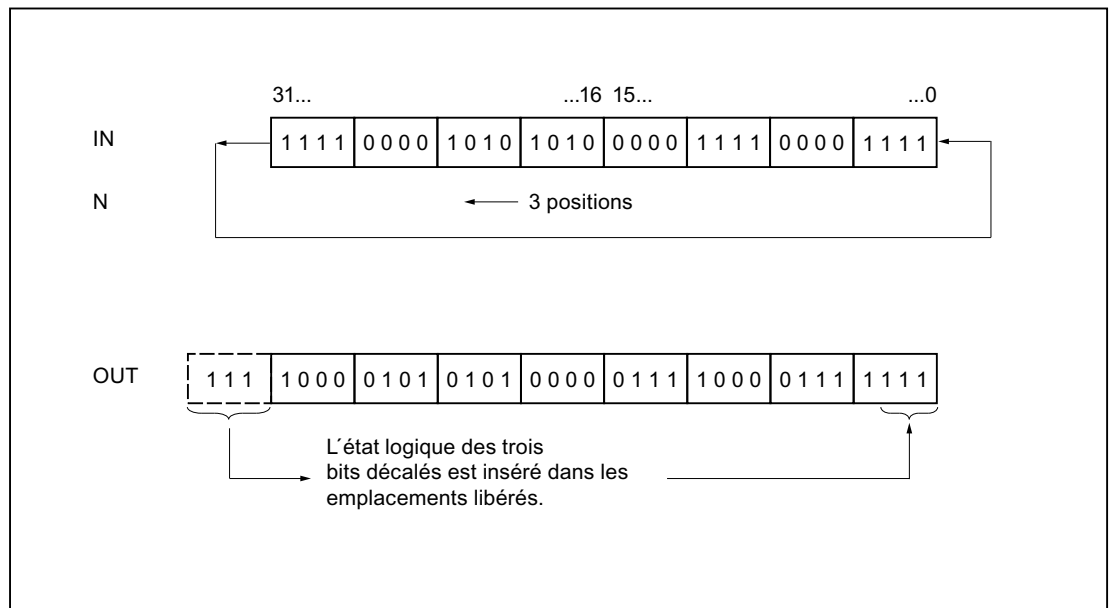 31... ...16 15... ...0
IN 1111 0000 1010 1010 0000 1111 0000 1111
N 3 positions
OUT 111 1000 0101 0101 0000 0111 1000 0111 1111
L´état logique des trois
bits décalés est inséré dans les
emplacements libérés.